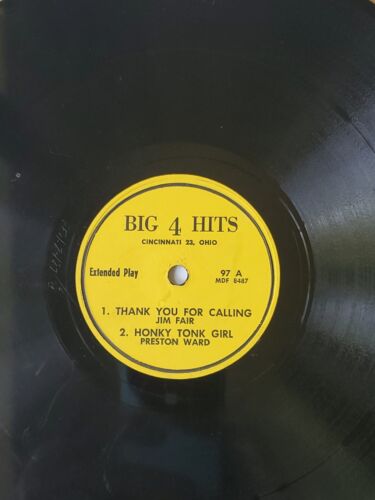 BIG 4 HITS
CINCINNATI 23, OHIO
Extended Play
97 A
MDF 8487
1. THANK YOU FOR CALLING
JIM FAIR
2. HONKY TONK GIRL
PRESTON WARD